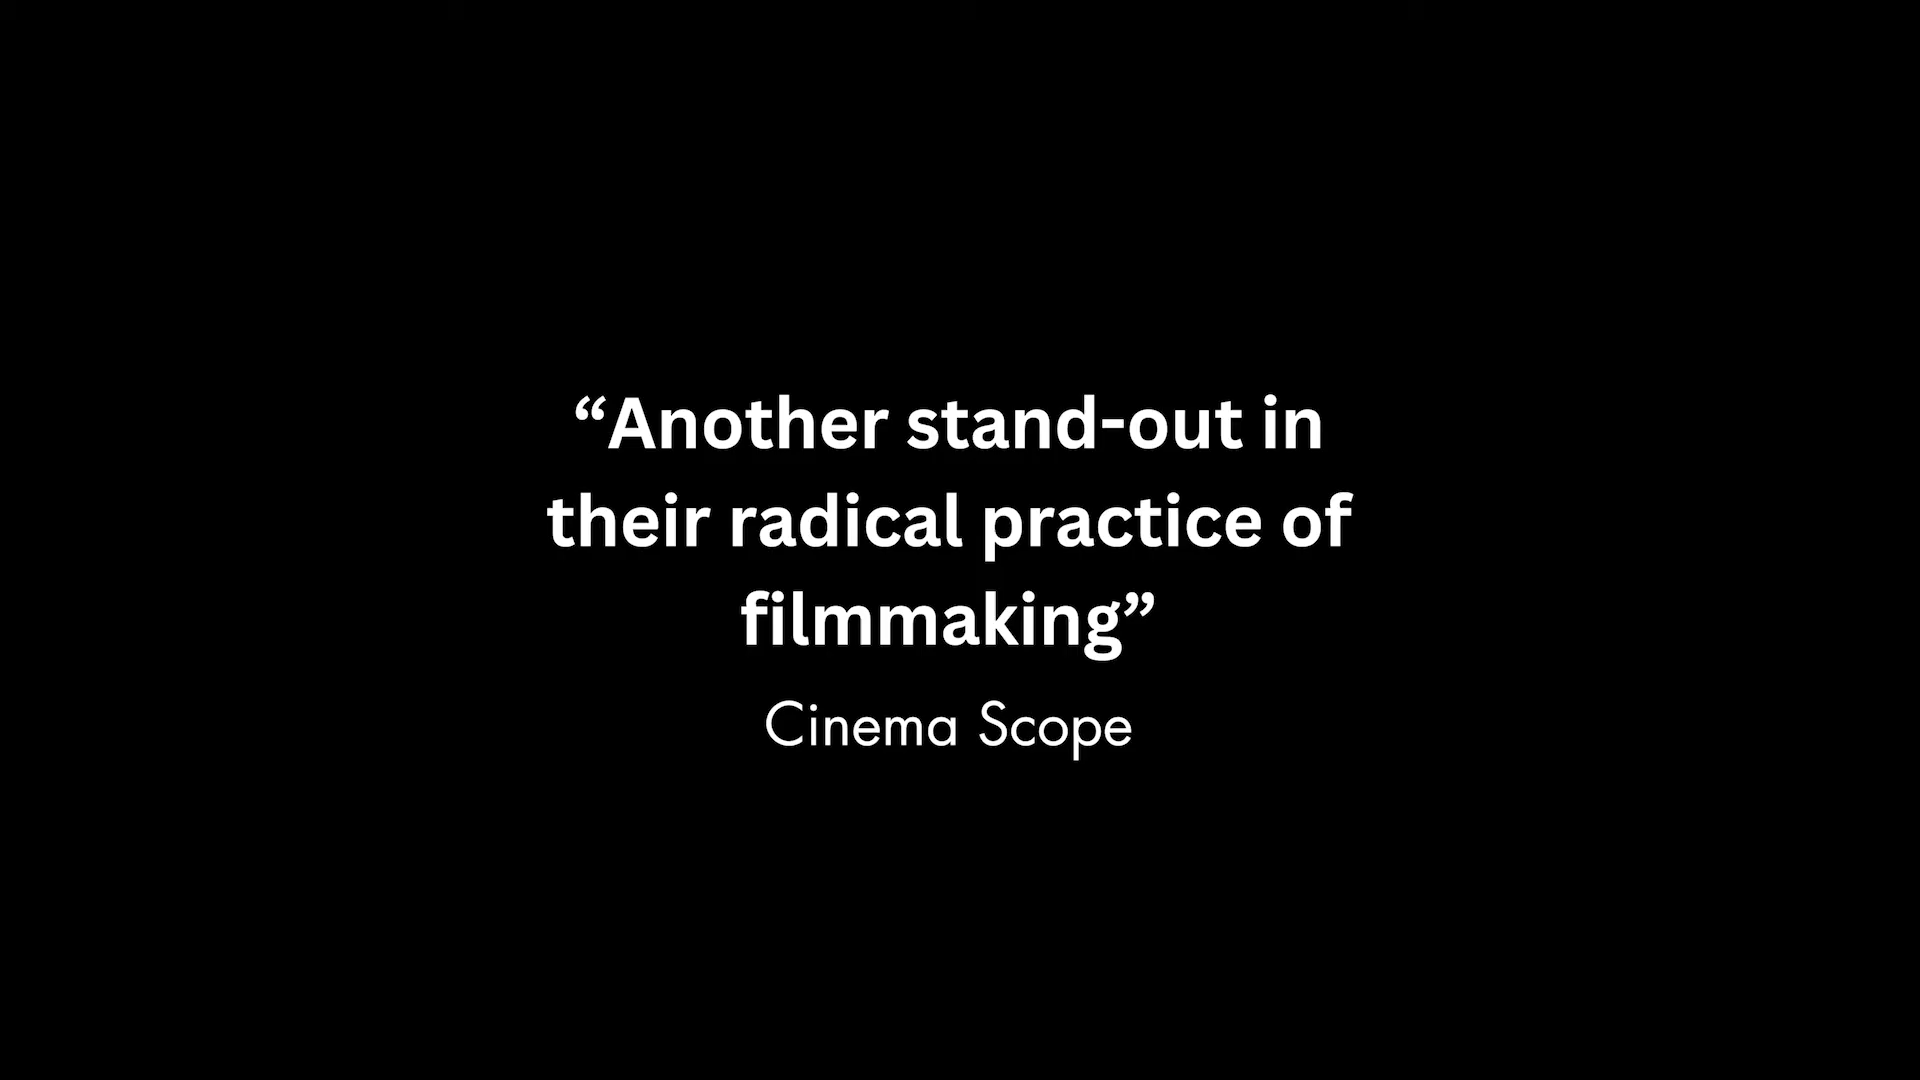 “Another stand-out in
their radical practice of
filmmaking”
Cinema Scope